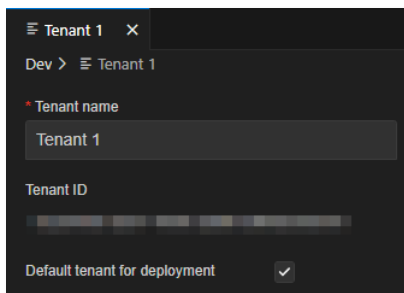 Tenant 1
Dev > Tenant 1
* Tenant name
Tenant 1
Tenant ID
Default tenant for deployment